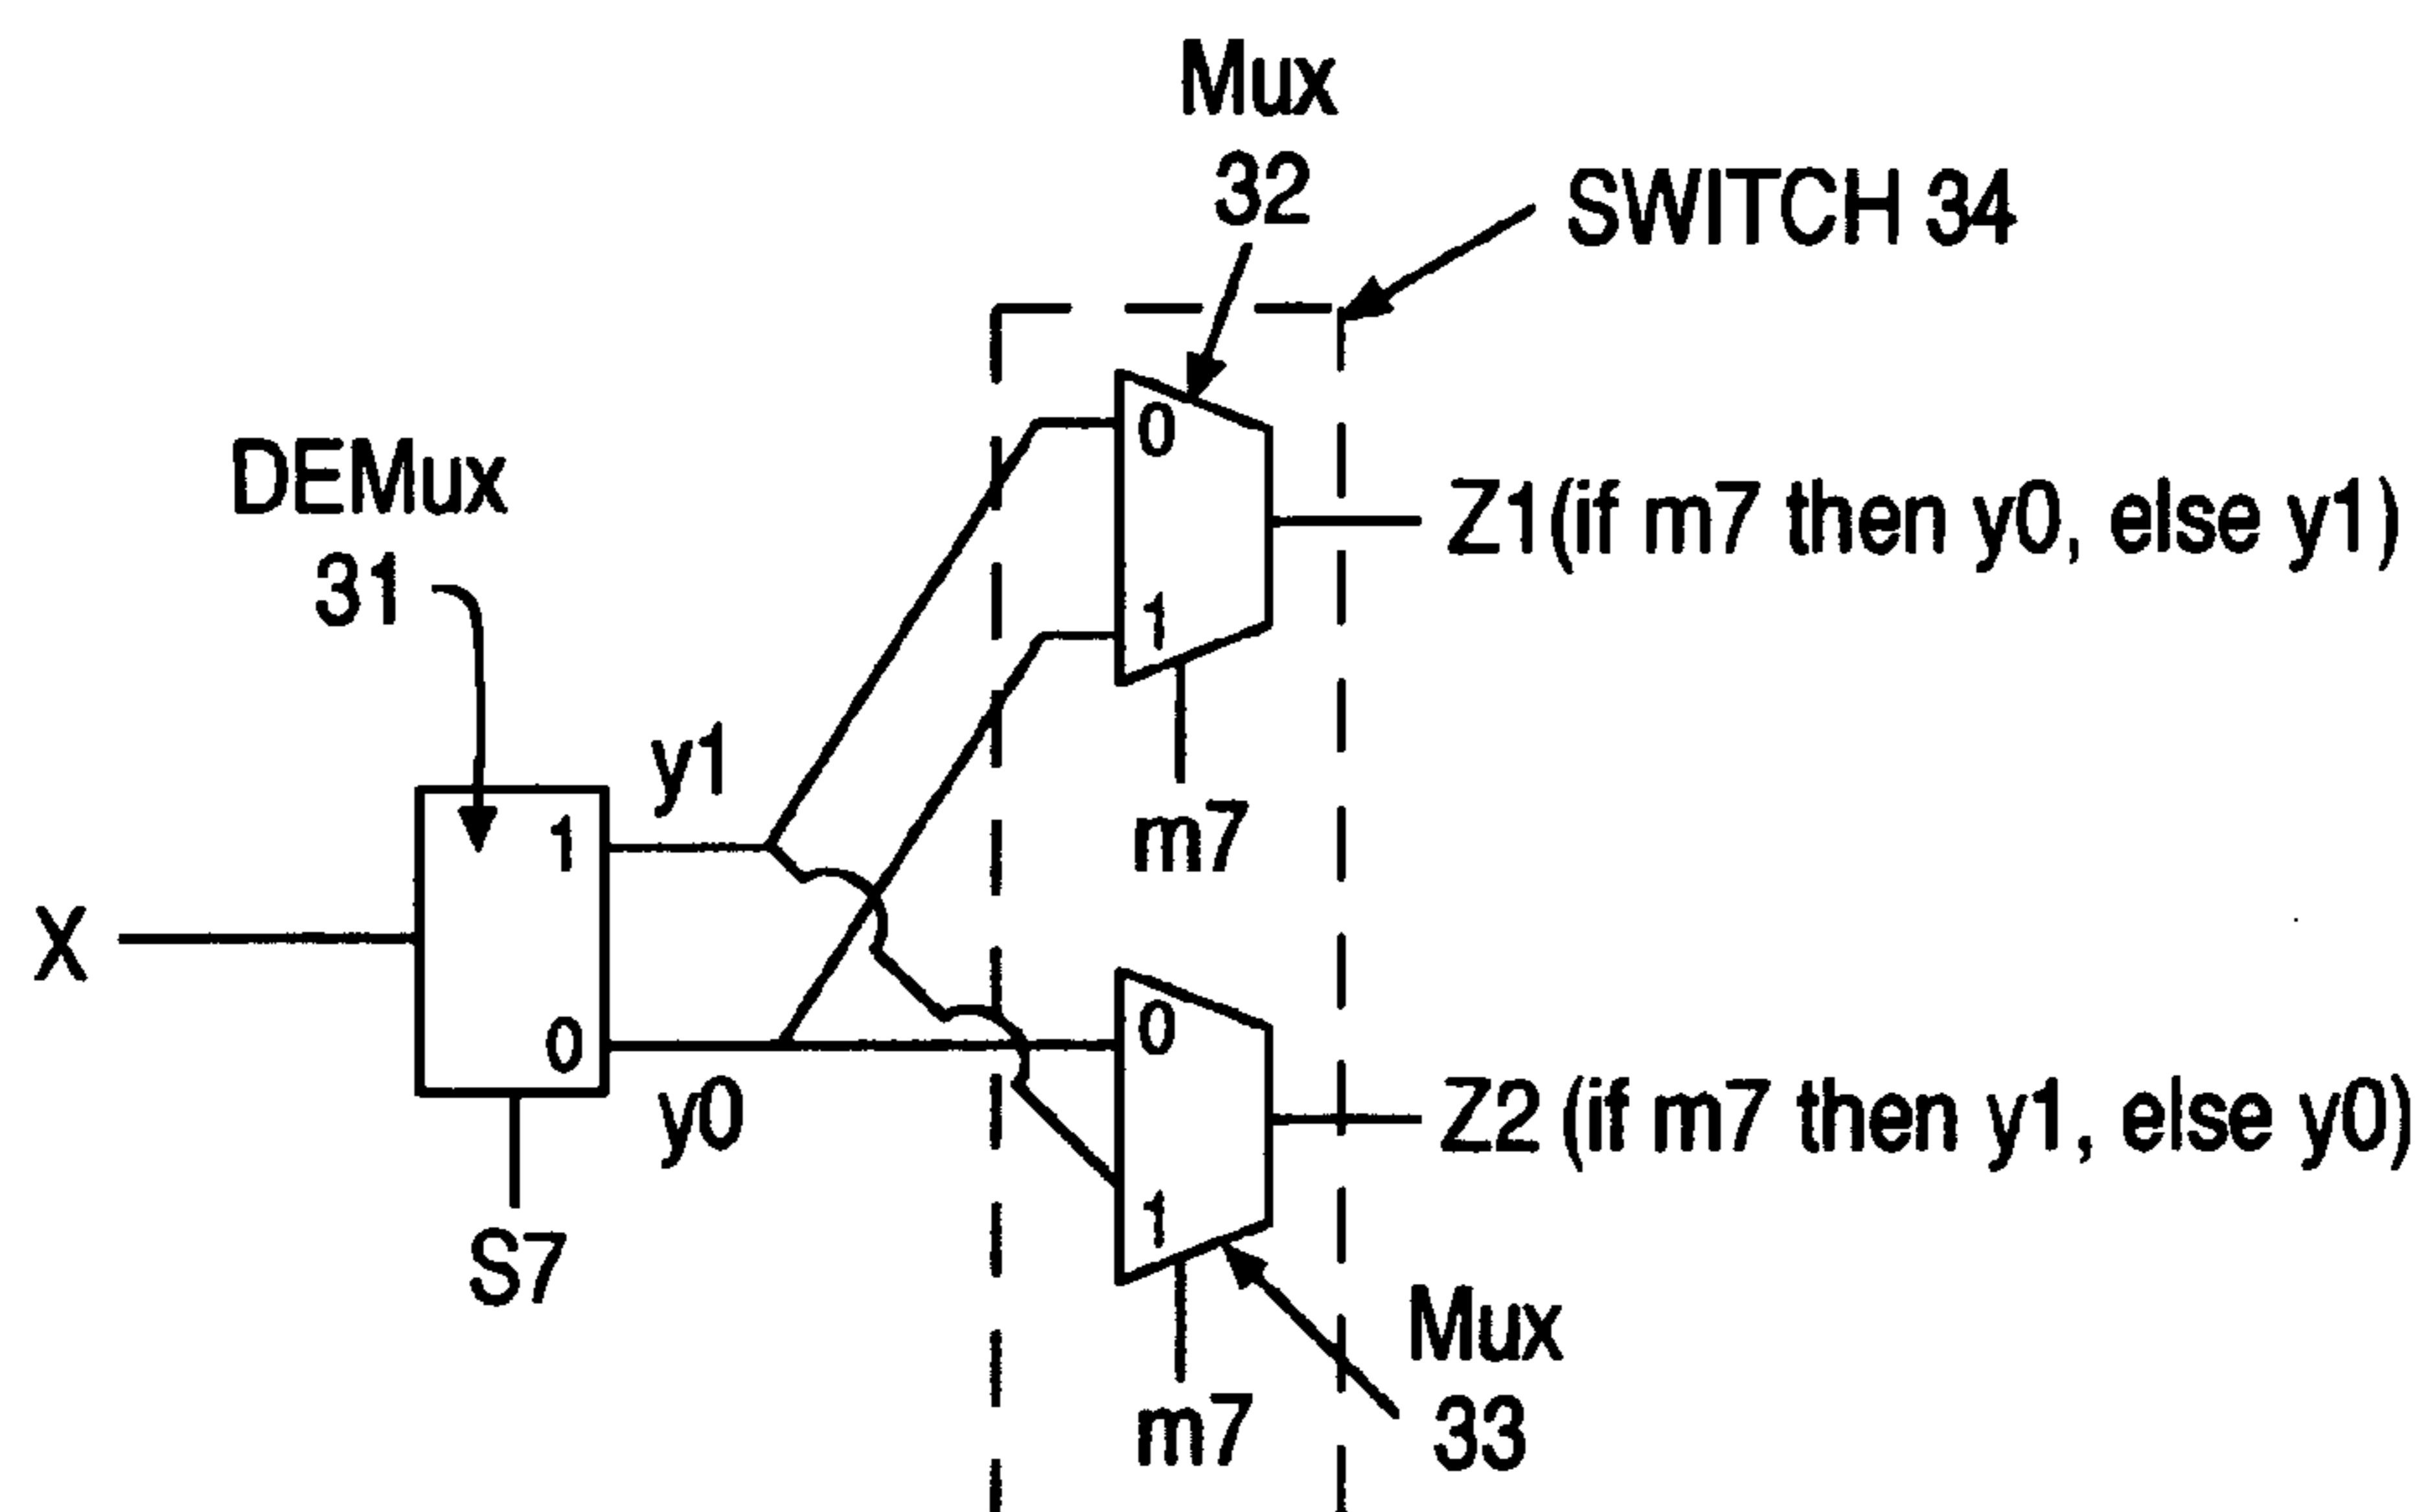 Mux
32
SWITCH 34
DEMux
31
0
1
Z1(if m7 then y0, else y1)
m7
y1
1
X
0
y0
S7
0
1
Z2 (if m7 then y1, else y0)
m7
Mux
33